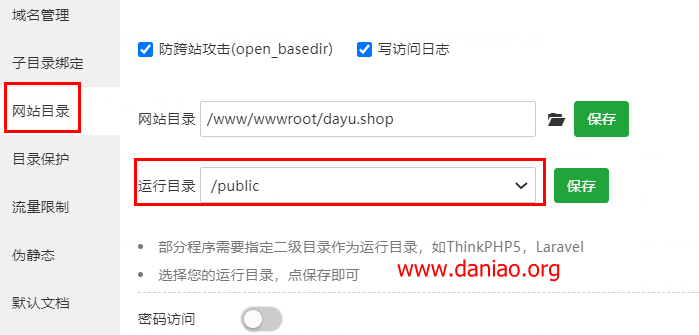 域名管理
防跨站攻击(open_basedir) 写访问日志
子目录绑定
网站目录
网站目录 /www/wwwroot/dayu.shop 保存
目录保护
运行目录 /public 保存
流量限制
部分程序需要指定二级目录作为运行目录，如ThinkPHP5，Laravel
伪静态
选择您的运行目录，点保存即可
www.daniao.org
默认文档
密码访问